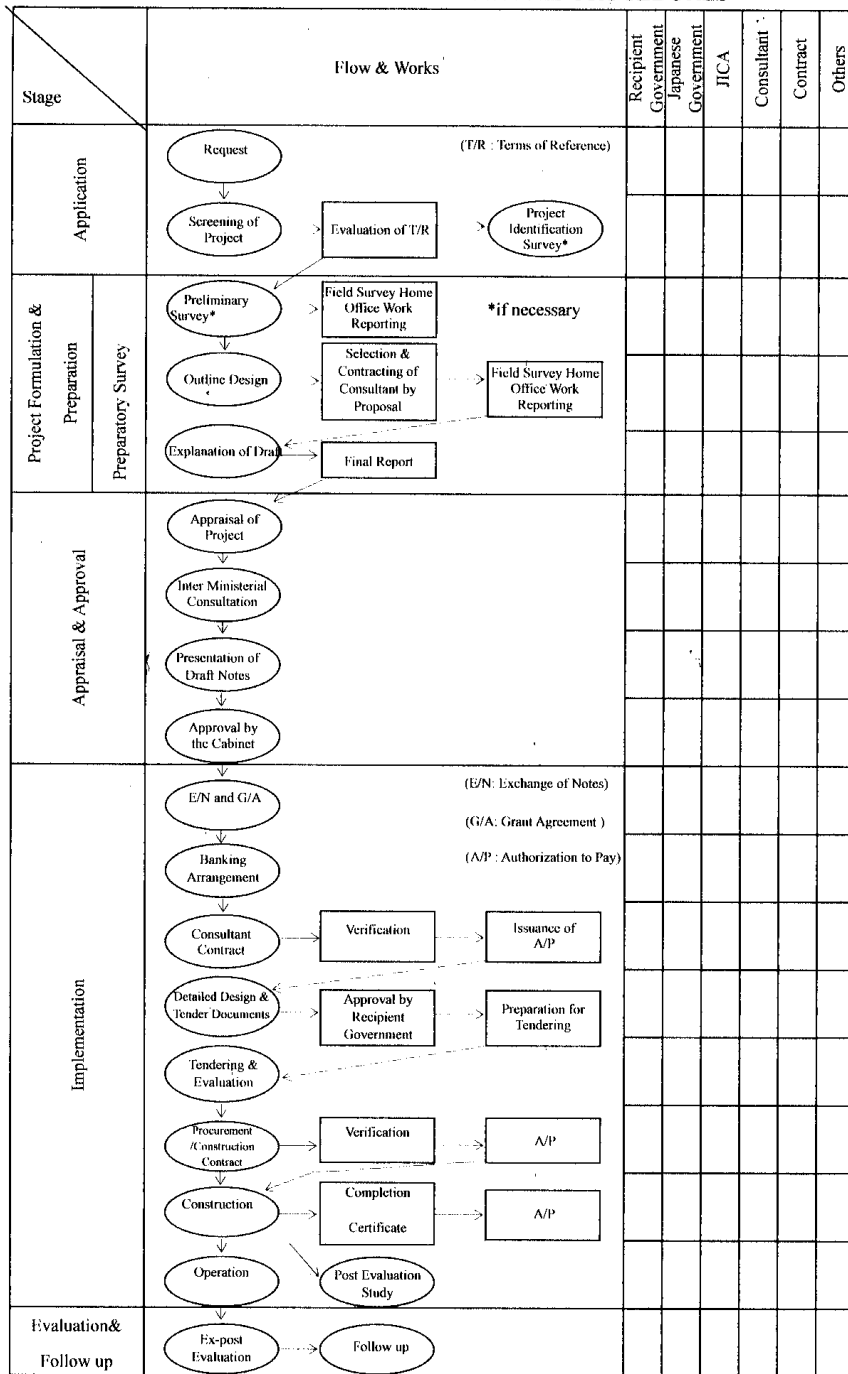 Stage
Flow & Works
Recipient
Government
Japanese
Government
JICA
Consultant
Contract
Others
Application
Request
(T/R : Terms of Reference)
Screening of
Project
Evaluation of T/R
Project
Identification
Survey*
Project Formulation &
Preparation
Preparatory Survey
Preliminary
Survey*
Field Survey Home
Office Work
Reporting
*if necessary
Outline Design
Selection &
Contracting of
Consultant by
Proposal
Field Survey Home
Office Work
Reporting
Explanation of Draft
Final Report
Appraisal & Approval
Appraisal of
Project
Inter Ministerial
Consultation
Presentation of
Draft Notes
Approval by
the Cabinet
Implementation
E/N and G/A
(E/N: Exchange of Notes)
(G/A: Grant Agreement )
(A/P : Authorization to Pay)
Banking
Arrangement
Consultant
Contract
Verification
Issuance of
A/P
Detailed Design &
Tender Documents
Approval by
Recipient
Government
Preparation for
Tendering
Tendering &
Evaluation
Procurement
/Construction
Contract
Verification
A/P
Construction
Completion
Certificate
A/P
Operation
Post Evaluation
Study
Evaluation&
Follow up
Ex-post
Evaluation
Follow up